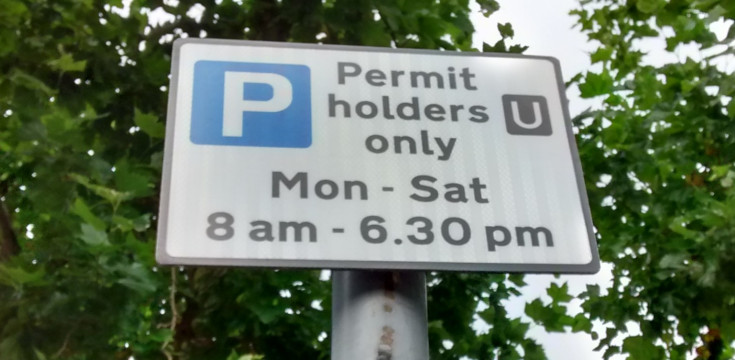 P
Permit
holders
only
U
Mon - Sat
8 am - 6.30 pm